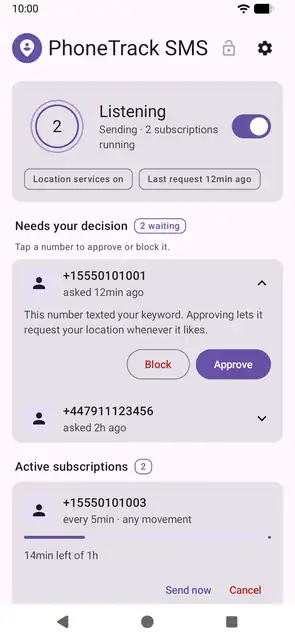 10:00
PhoneTrack SMS
2
Listening
Sending · 2 subscriptions
running
Location services on
Last request 12min ago
Needs your decision
2 waiting
Tap a number to approve or block it.
+15550101001
asked 12min ago
This number texted your keyword. Approving lets it
request your location whenever it likes.
Block
Approve
+447911123456
asked 2h ago
Active subscriptions
2
+15550101003
every 5min · any movement
14min left of 1h
Send now
Cancel